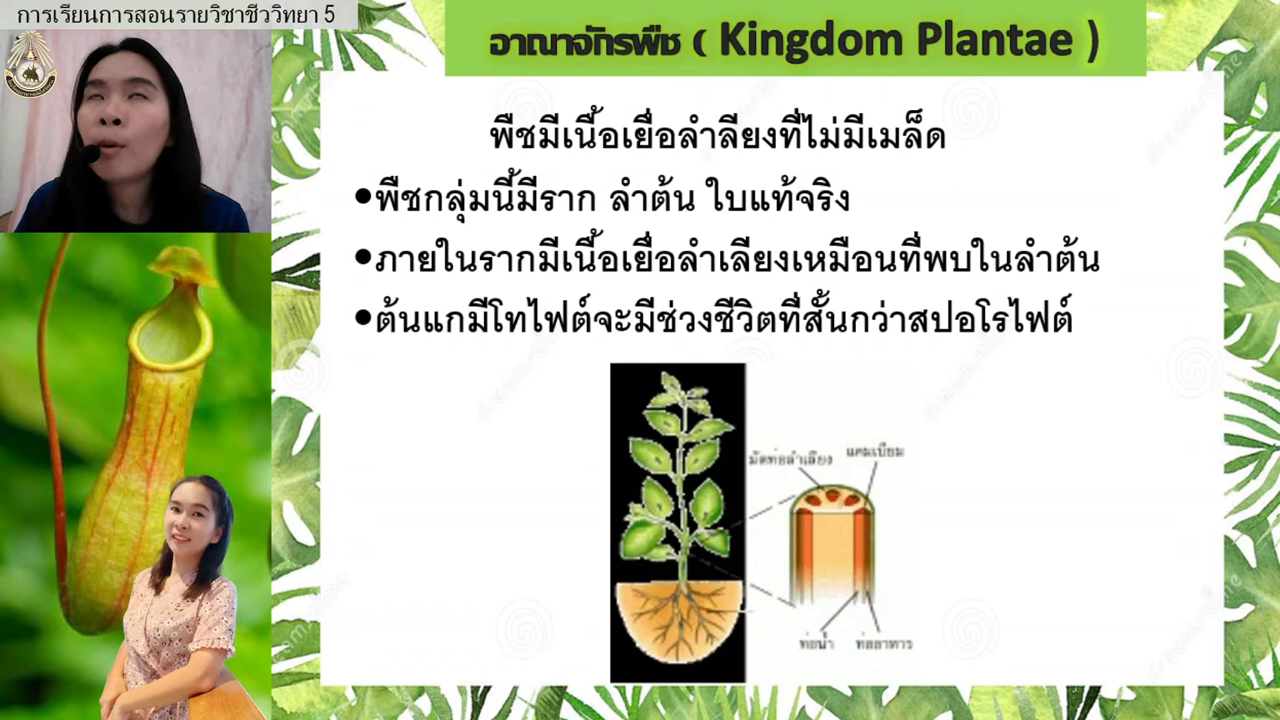 การเรียนการสอนรายวิชาชีววิทยา 5
อาณาจักรพืช ( Kingdom Plantae )
พืชมีเนื้อเยื่อลำลียงที่ไม่มีเมล็ด
•พืชกลุ่มนี้มีราก ลำต้น ใบแท้จริง
•ภายในรากมีเนื้อเยื่อลำเลียงเหมือนที่พบในลำต้น
•ต้นแกมีโทไฟต์จะมีช่วงชีวิตที่สั้นกว่าสปอโรไฟต์
มัดท่อลำเลียง แคมเบียม
ท่อน้ำ ท่ออาหาร